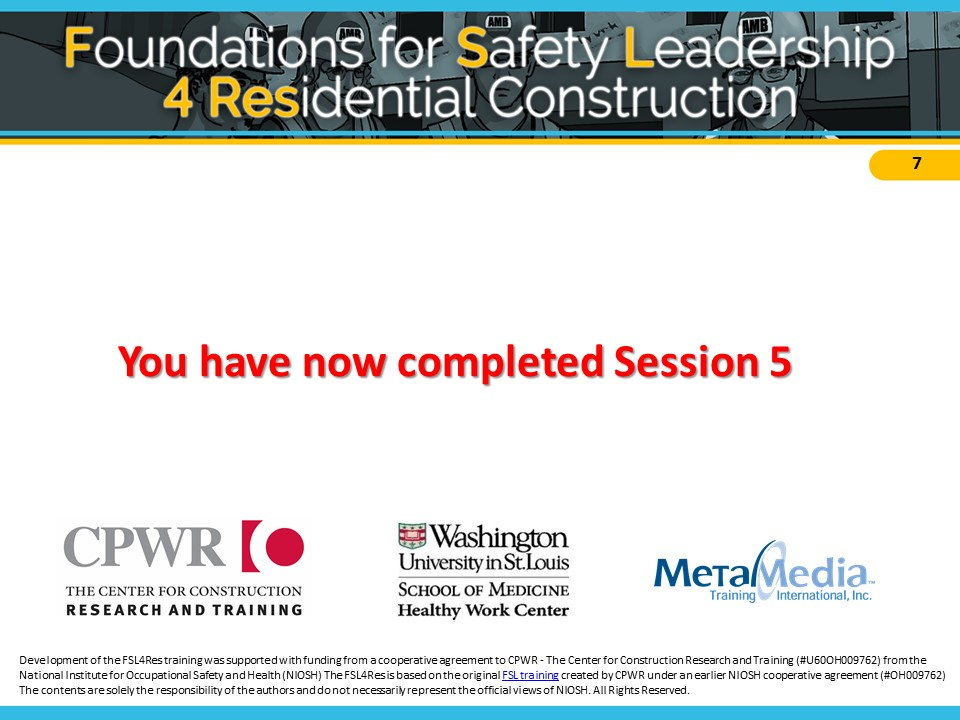 AMB
AMB
AMB
AMB
Foundations for Safety Leadership
4 Residential Construction
7
You have now completed Session 5
CPWR
THE CENTER FOR CONSTRUCTION
RESEARCH AND TRAINING
Washington
University in St. Louis
SCHOOL OF MEDICINE
Healthy Work Center
MetaMedia™
Training International, Inc.
Development of the FSL4Res training was supported with funding from a cooperative agreement to CPWR - The Center for Construction Research and Training (#U60OH009762) from the
National Institute for Occupational Safety and Health (NIOSH) The FSL4Res is based on the original FSL training created by CPWR under an earlier NIOSH cooperative agreement (#OH009762)
The contents are solely the responsibility of the authors and do not necessarily represent the official views of NIOSH. All Rights Reserved.